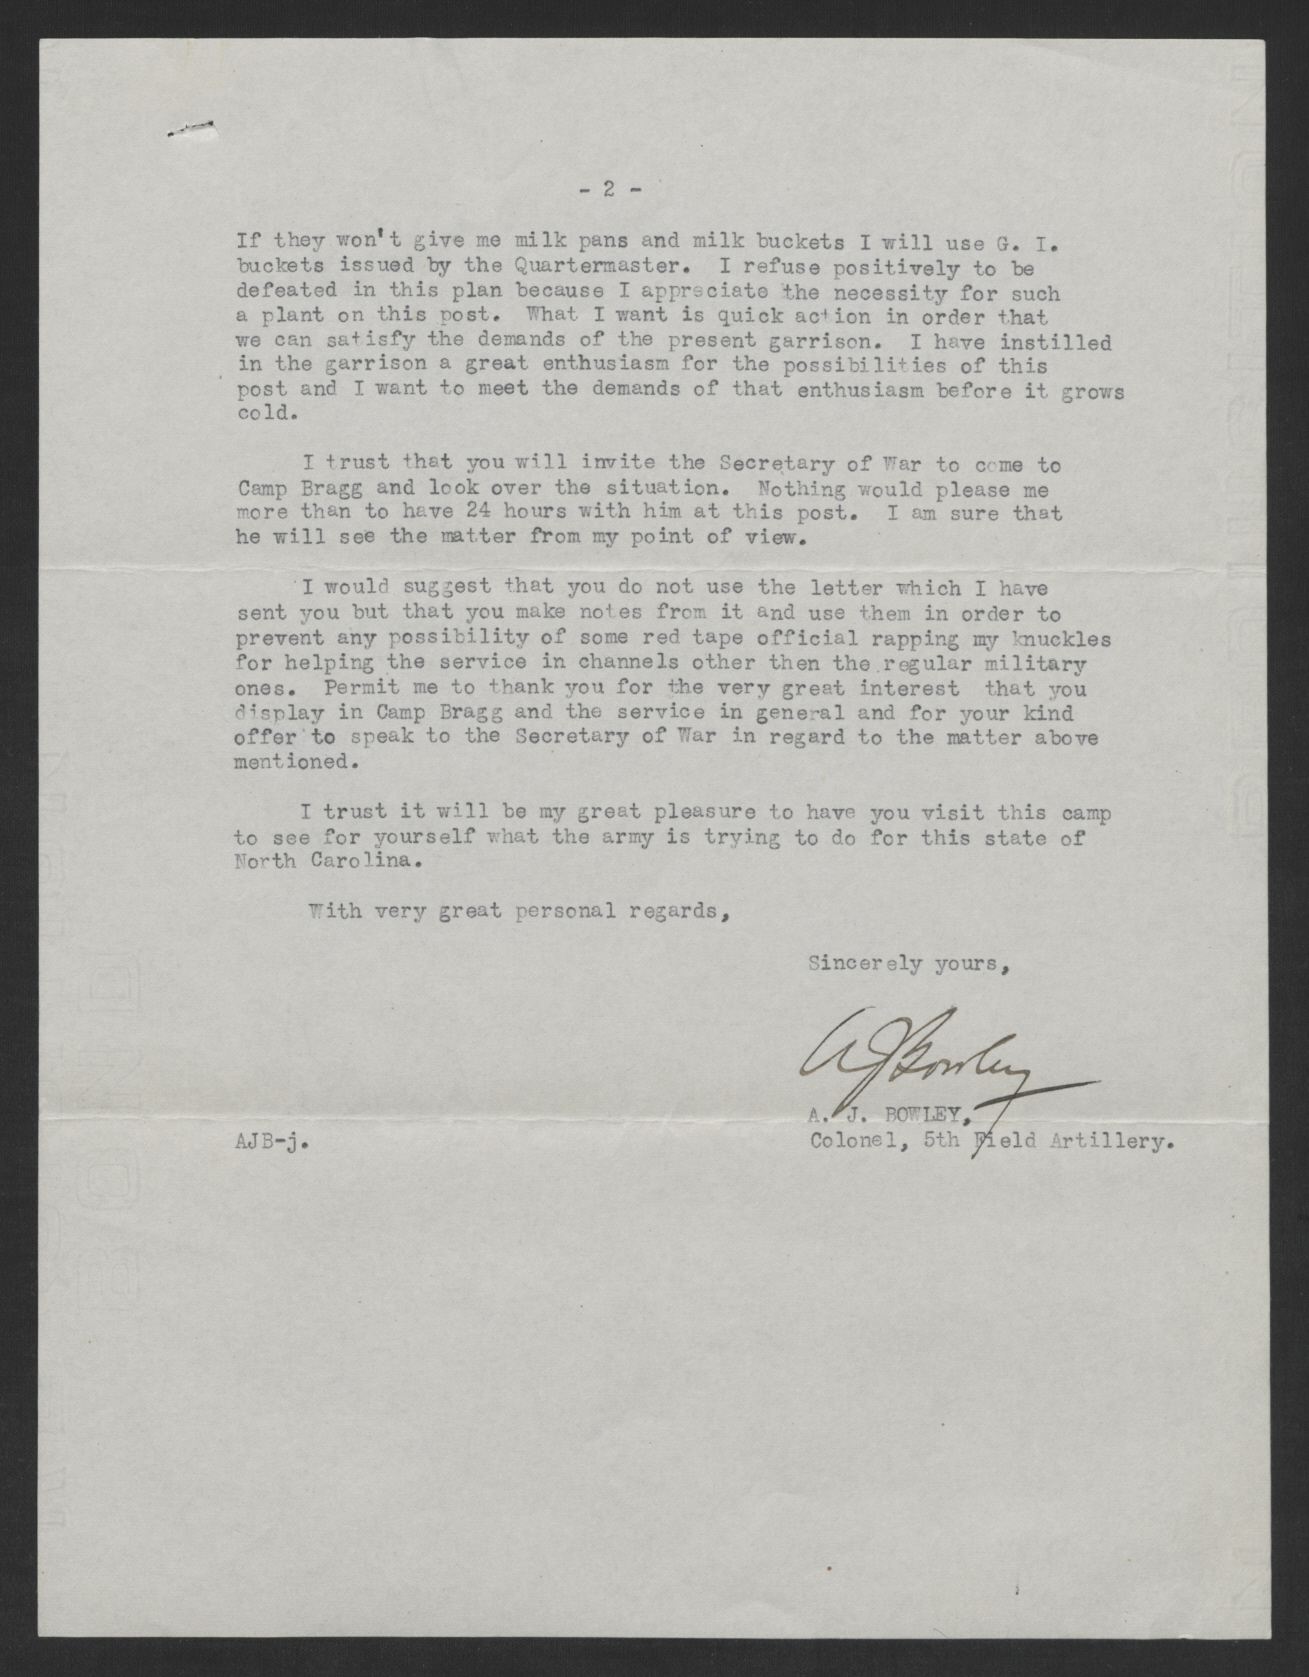 - 2 -
If they won't give me milk pans and milk buckets I will use G. I.
buckets issued by the Quartermaster. I refuse positively to be
defeated in this plan because I appreciate the necessity for such
a plant on this post. What I want is quick action in order that
we can satisfy the demands of the present garrison. I have instilled
in the garrison a great enthusiasm for the possibilities of this
post and I want to meet the demands of that enthusiasm before it grows
cold.
I trust that you will invite the Secretary of War to come to
Camp Bragg and look over the situation. Nothing would please me
more than to have 24 hours with him at this post. I am sure that
he will see the matter from my point of view.
I would suggest that you do not use the letter which I have
sent you but that you make notes from it and use them in order to
prevent any possibility of some red tape official rapping my knuckles
for helping the service in channels other then the regular military
ones. Permit me to thank you for the very great interest that you
display in Camp Bragg and the service in general and for your kind
offer to speak to the Secretary of War in regard to the matter above
mentioned.
I trust it will be my great pleasure to have you visit this camp
to see for yourself what the army is trying to do for this state of
North Carolina.
With very great personal regards,
Sincerely yours,
A J Bowley
A. J. BOWLEY,
Colonel, 5th Field Artillery.
AJB-j.